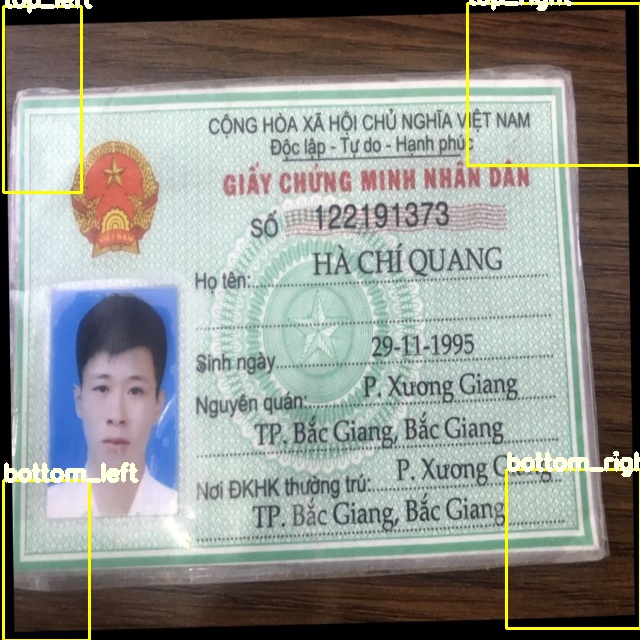 top_left
top_right
CỘNG HÒA XÃ HỘI CHỦ NGHĨA VIỆT NAM
Độc lập - Tự do - Hạnh phúc
GIẤY CHỨNG MINH NHÂN DÂN
SỐ 122191373
Họ tên: HÀ CHÍ QUANG
Sinh ngày 29-11-1995
Nguyên quán: P. Xương Giang
TP. Bắc Giang, Bắc Giang
bottom_left
bottom_righ
Nơi ĐKHK thường trú: P. Xương Giang
TP. Bắc Giang, Bắc Giang
VIỆT NAM